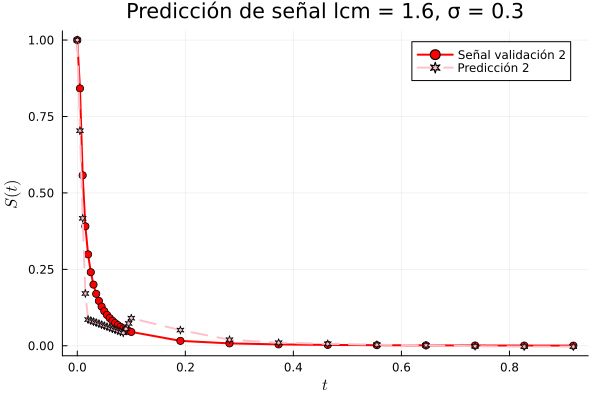 Predicción de señal lcm = 1.6, σ = 0.3
Señal validación 2
Predicción 2
S(t)
1.00
0.75
0.50
0.25
0.00
0.0 0.2 0.4 0.6 0.8
t